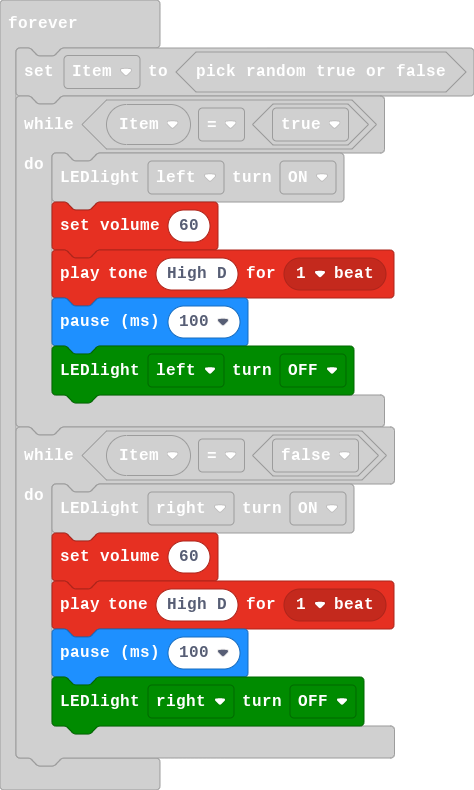 forever
set Item to pick random true or false
while Item = true
do
LEDlight left turn ON
set volume 60
play tone High D for 1 beat
pause (ms) 100
LEDlight left turn OFF
while Item = false
do
LEDlight right turn ON
set volume 60
play tone High D for 1 beat
pause (ms) 100
LEDlight right turn OFF